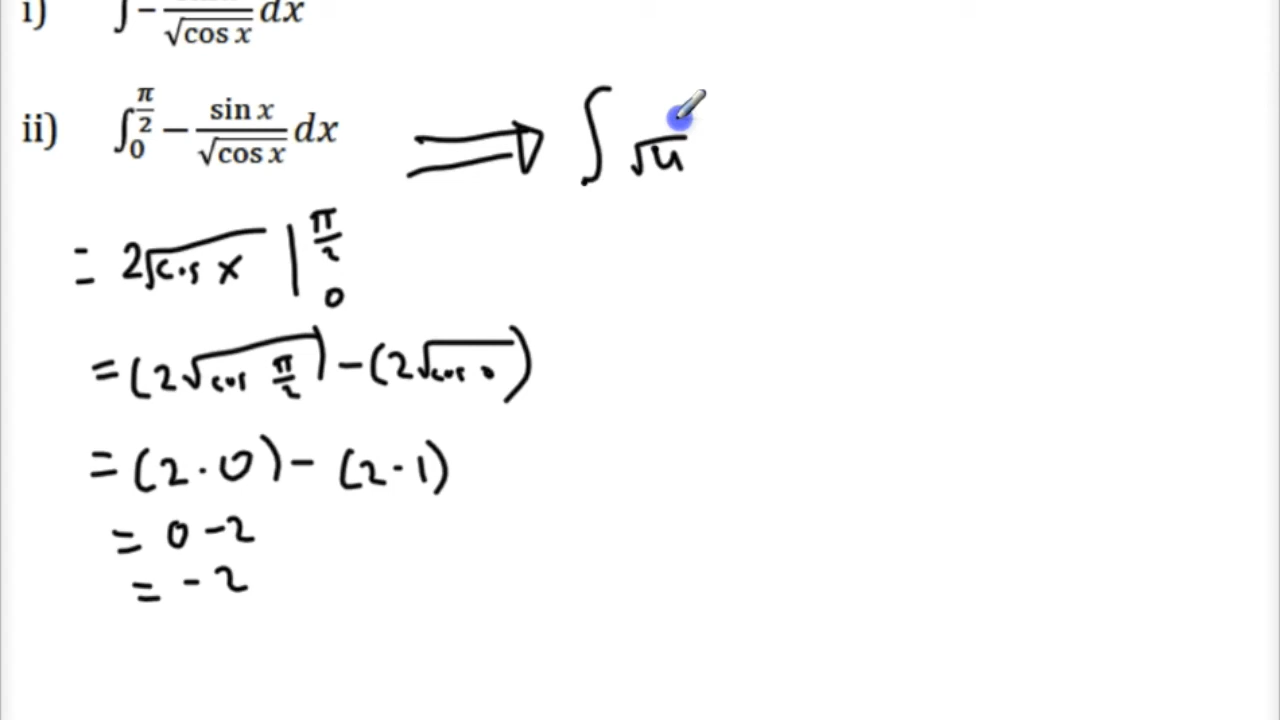 i) ∫ − sin x / √cos x dx
ii) ∫₀^(π/2) − sin x / √cos x dx ⟹ ∫ / √u
= 2√cos x |₀^(π/2)
= (2√cos π/2) − (2√cos 0)
= (2 · 0) − (2 · 1)
= 0 − 2
= − 2